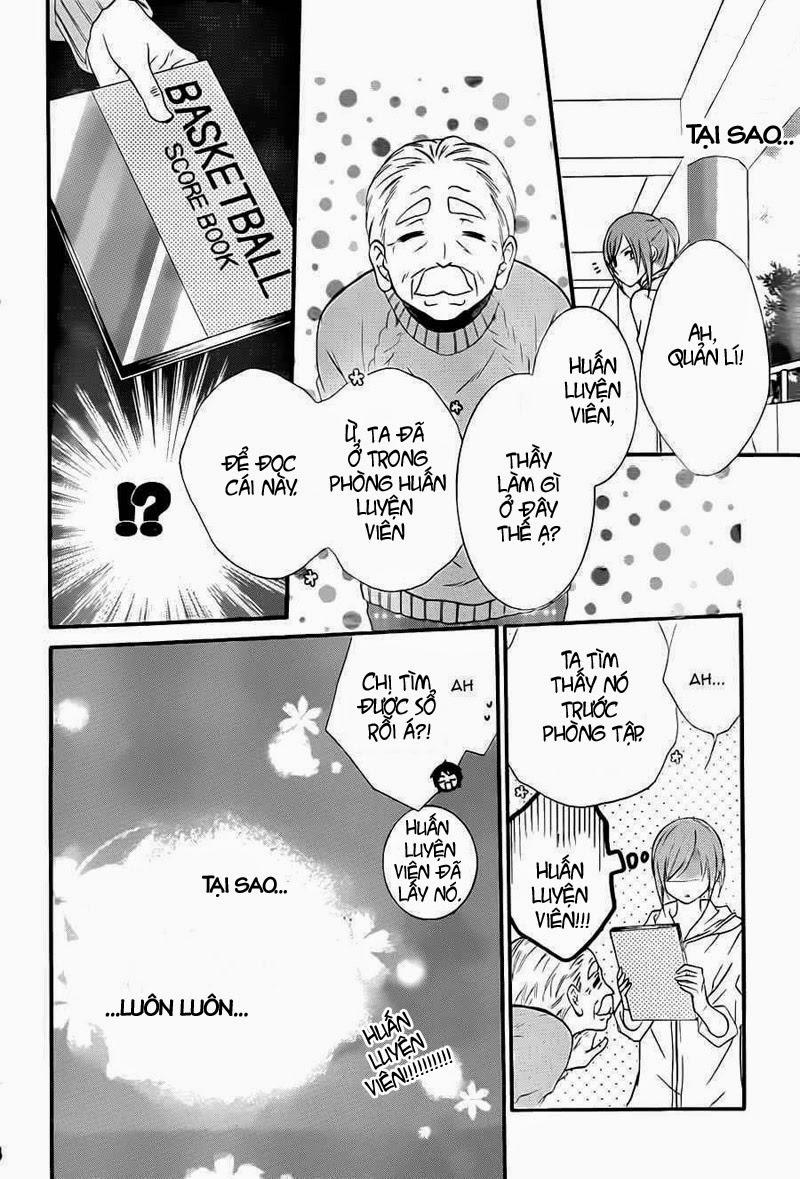 TẠI SAO...
AH,
QUẢN LÍ!
HUẤN
LUYỆN
VIÊN,
THẦY
LÀM GÌ
Ở ĐÂY
THẾ Ạ?
Ừ, TA ĐÃ
Ở TRONG
PHÒNG HUẤN
LUYỆN
VIÊN
ĐỂ ĐỌC
CÁI NÀY.
BASKETBALL
SCORE BOOK
!?
AH...
TA TÌM
THẤY NÓ
TRƯỚC
PHÒNG TẬP.
DO
HUẤN
LUYỆN
VIÊN!!!
AH
CHỊ TÌM
ĐƯỢC SỔ
RỒI Á?!
HUẤN
LUYỆN
VIÊN ĐÃ
LẤY NÓ.
TẠI SAO...
...LUÔN LUÔN...
HUẤN
LUYỆN
VIÊN!!!!!!!!!!